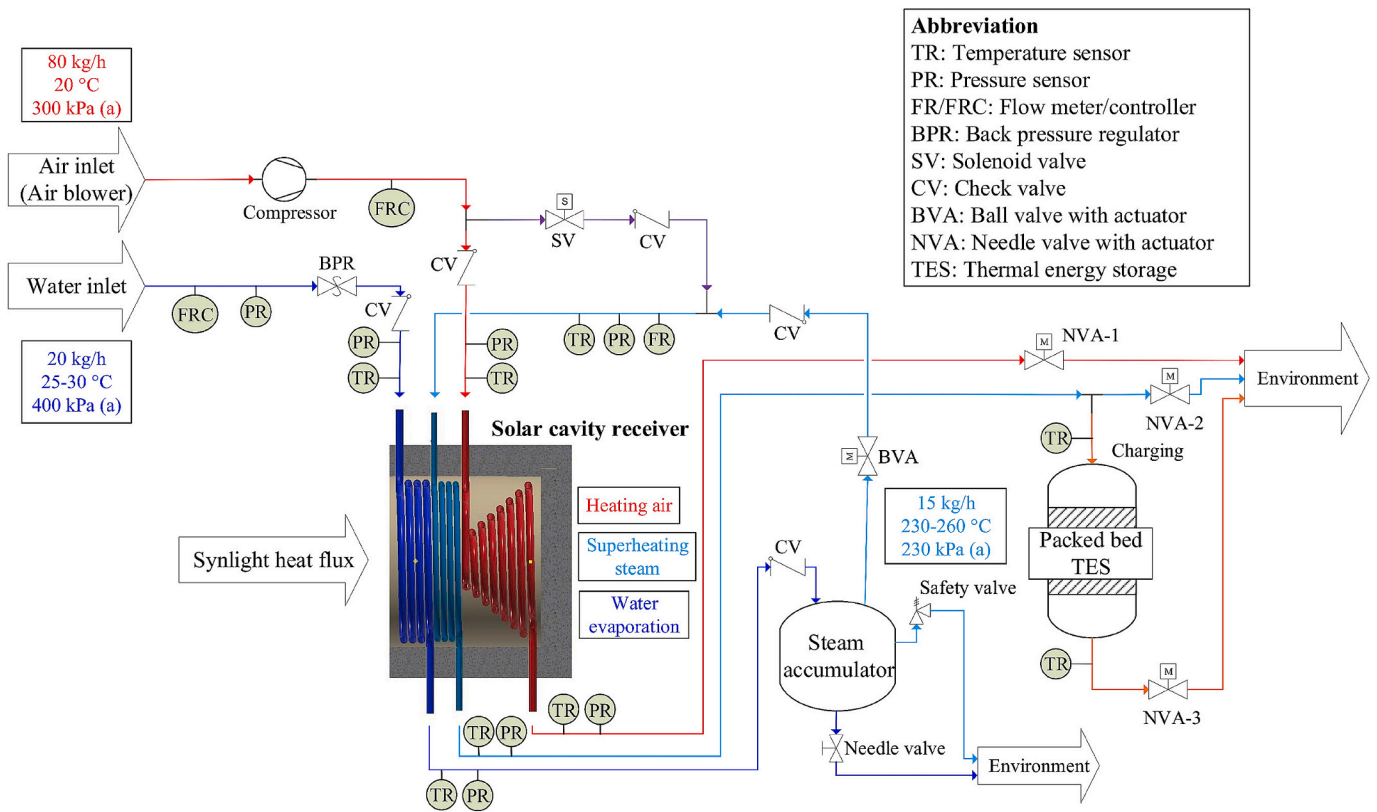 Abbreviation
TR: Temperature sensor
PR: Pressure sensor
FR/FRC: Flow meter/controller
BPR: Back pressure regulator
SV: Solenoid valve
CV: Check valve
BVA: Ball valve with actuator
NVA: Needle valve with actuator
TES: Thermal energy storage
80 kg/h
20 °C
300 kPa (a)
Air inlet
(Air blower)
Compressor
FRC
S
SV
CV
CV
Water inlet
FRC
PR
BPR
CV
PR
TR
PR
TR
TR
PR
FR
CV
20 kg/h
25-30 °C
400 kPa (a)
M
NVA-1
M
NVA-2
Environment
Solar cavity receiver
TR
Charging
M
BVA
Heating air
Superheating
steam
Water
evaporation
15 kg/h
230-260 °C
230 kPa (a)
Synlight heat flux
CV
Safety valve
Packed bed
TES
Steam
accumulator
TR
M
NVA-3
TR
PR
TR
PR
TR
PR
Needle valve
Environment